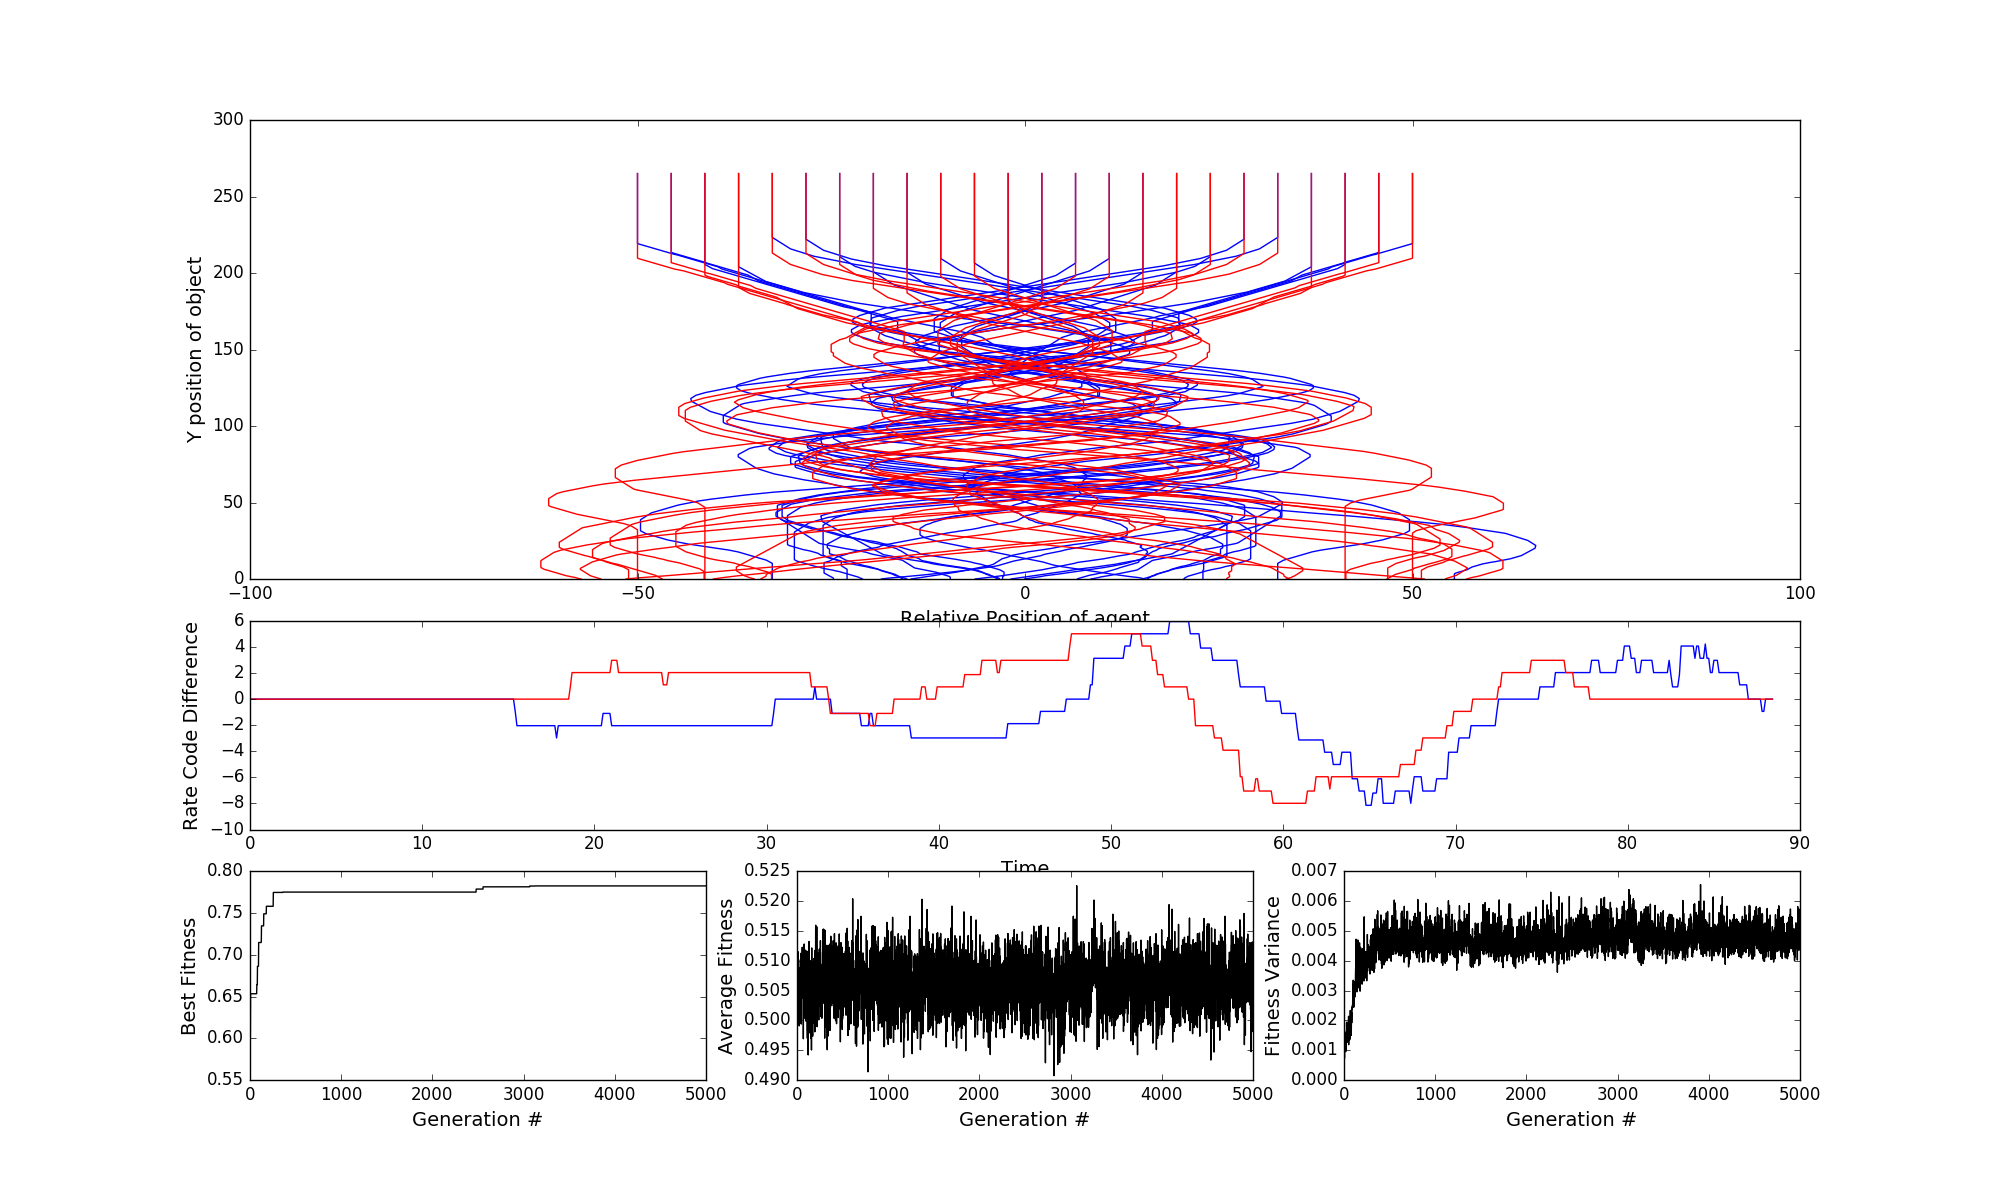 300
250
200
150
100
50
0
Y position of object
−100 −50 0 50 100
Relative Position of agent
6
4
2
0
−2
−4
−6
−8
−10
Rate Code Difference
0 10 20 30 40 50 60 70 80 90
Time
0.80
0.75
0.70
0.65
0.60
0.55
Best Fitness
0 1000 2000 3000 4000 5000
Generation #
0.525
0.520
0.515
0.510
0.505
0.500
0.495
0.490
Average Fitness
0 1000 2000 3000 4000 5000
Generation #
0.007
0.006
0.005
0.004
0.003
0.002
0.001
0.000
Fitness Variance
0 1000 2000 3000 4000 5000
Generation #